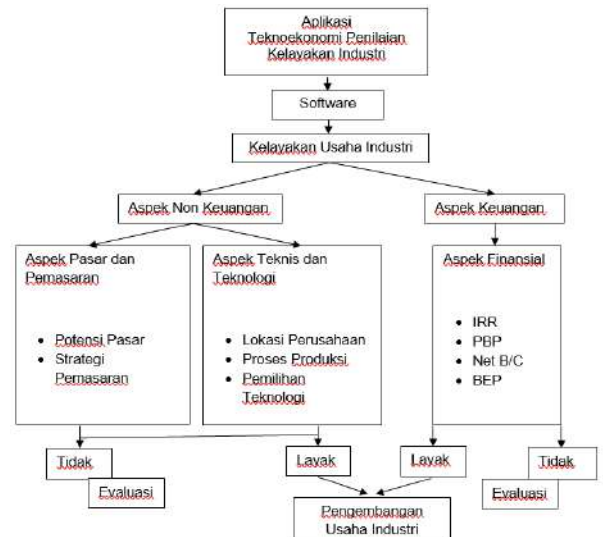 Aplikasi
Teknoekonomi Penilaian
Kelayakan Industri
Software
Kelayakan Usaha Industri
Aspek Non Keuangan
Aspek Keuangan
Aspek Pasar dan
Pemasaran
• Potensi Pasar
• Strategi
Pemasaran
Aspek Teknis dan
Teknologi
• Lokasi Perusahaan
• Proses Produksi
• Pemilihan
Teknologi
Aspek Finansial
• IRR
• PBP
• Net B/C
• BEP
Tidak
Evaluasi
Layak
Layak
Tidak
Evaluasi
Pengembangan
Usaha Industri